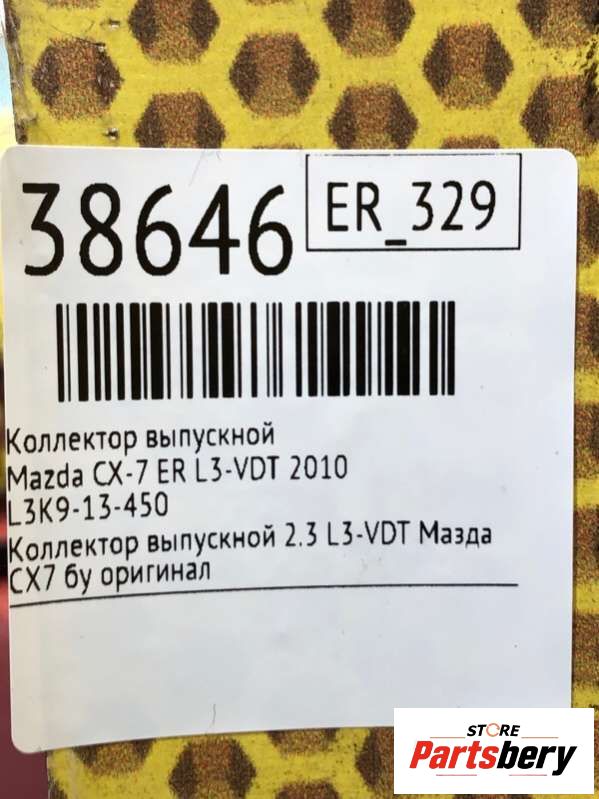 38646
ER_329
Коллектор выпускной
Mazda CX-7 ER L3-VDT 2010
L3K9-13-450
Коллектор выпускной 2.3 L3-VDT Мазда
СХ7 бу оригинал
STORE
Partsbery